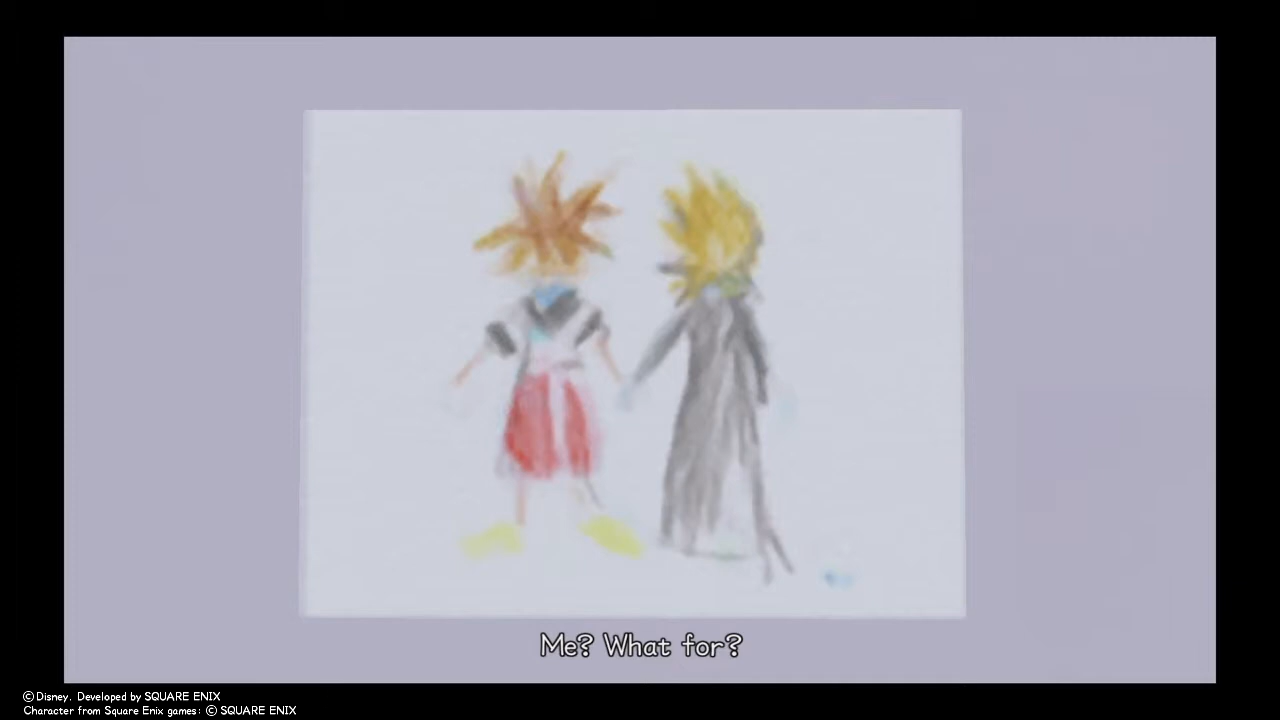 Me? What for?
©Disney. Developed by SQUARE ENIX
Character from Square Enix games: © SQUARE ENIX